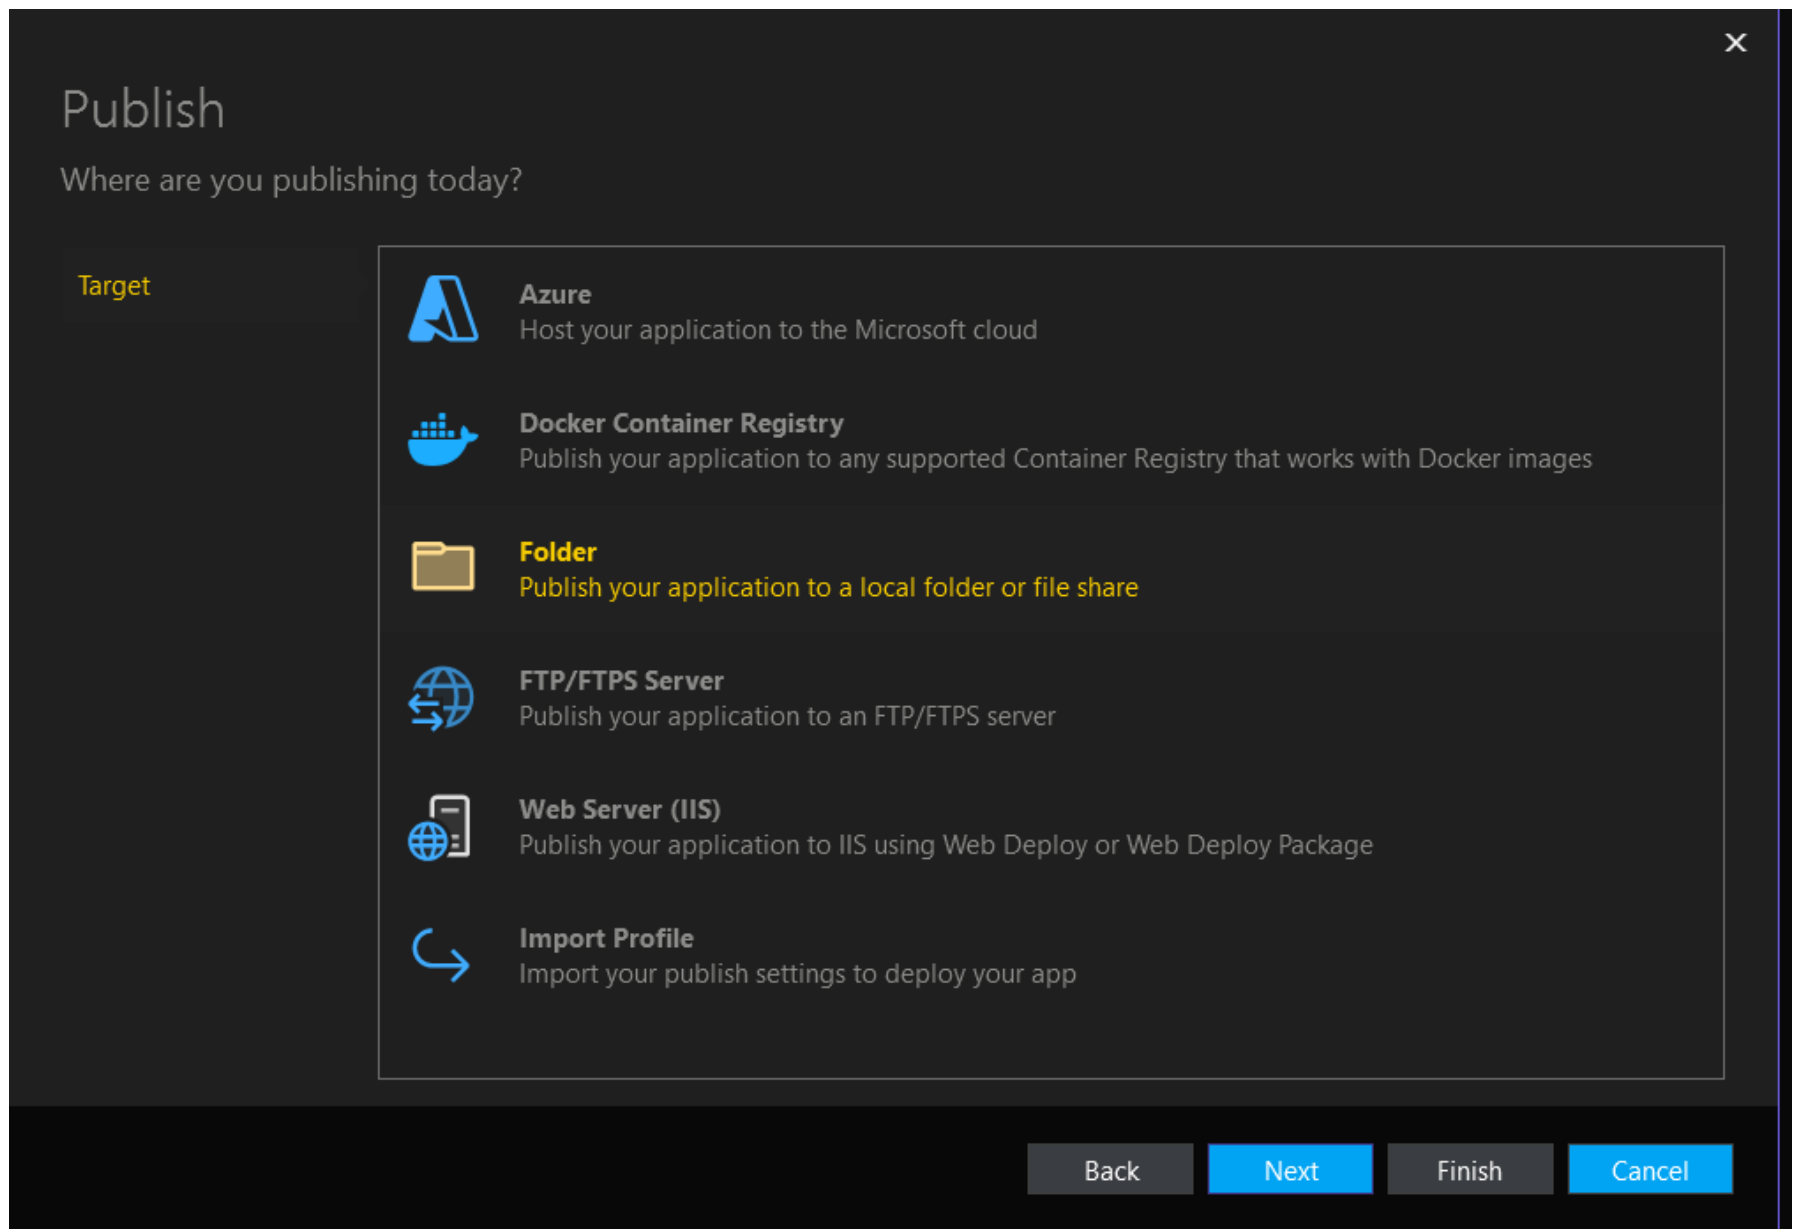 Publish
Where are you publishing today?
Target
Azure
Host your application to the Microsoft cloud
Docker Container Registry
Publish your application to any supported Container Registry that works with Docker images
Folder
Publish your application to a local folder or file share
FTP/FTPS Server
Publish your application to an FTP/FTPS server
Web Server (IIS)
Publish your application to IIS using Web Deploy or Web Deploy Package
Import Profile
Import your publish settings to deploy your app
Back
Next
Finish
Cancel